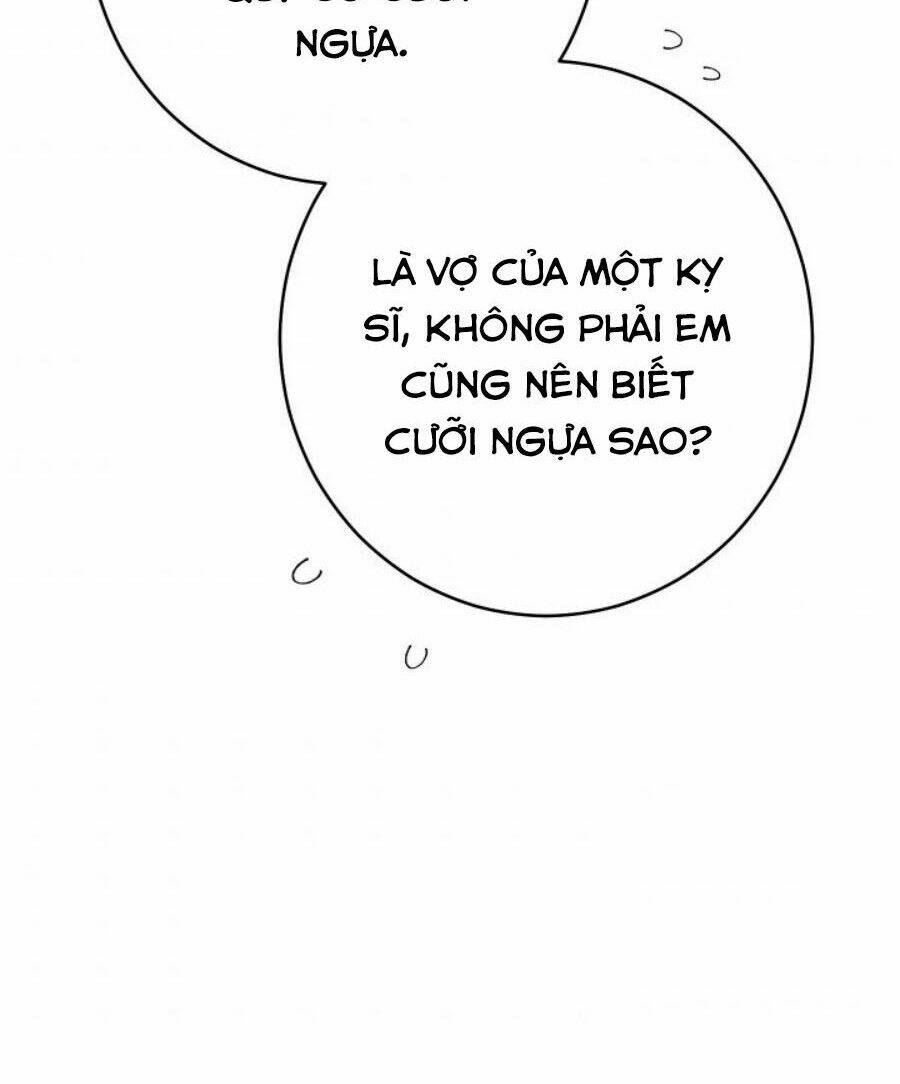 NGỰA.
LÀ VỢ CỦA MỘT KỴ
SĨ, KHÔNG PHẢI EM
CŨNG NÊN BIẾT
CƯỠI NGỰA SAO?